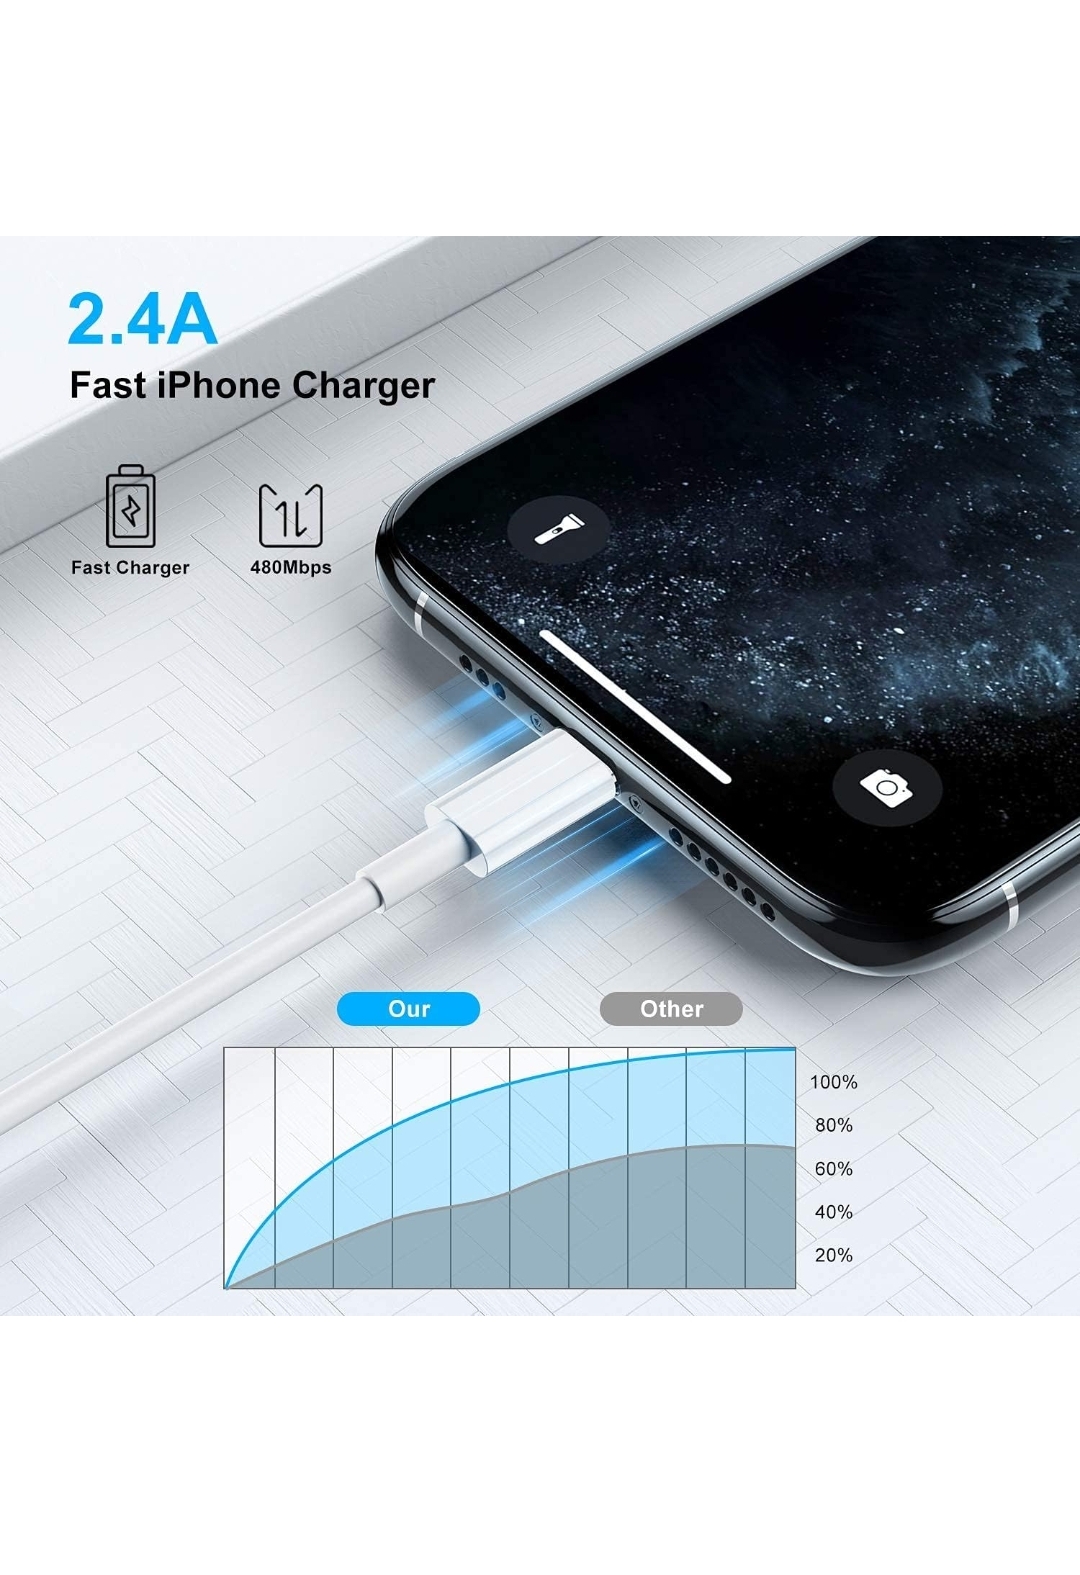 2.4A
Fast iPhone Charger
Fast Charger
480Mbps
Our
Other
100%
80%
60%
40%
20%